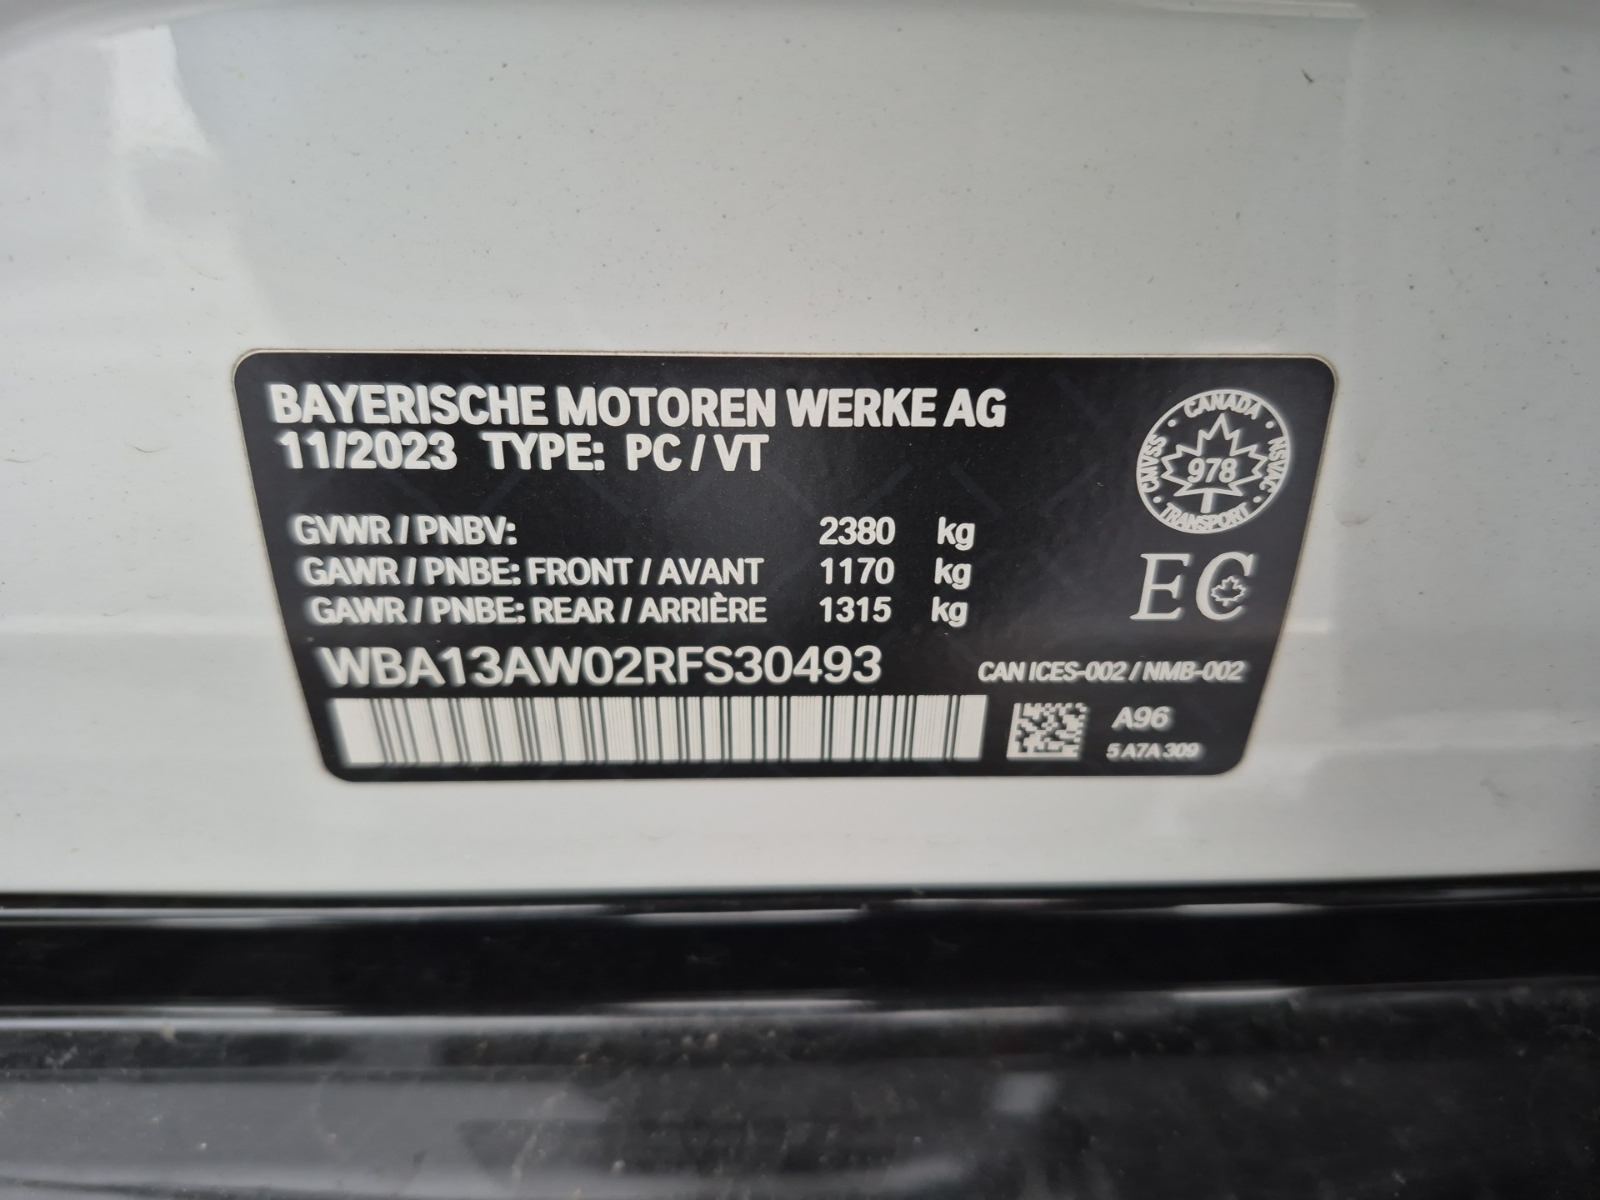 BAYERISCHE MOTOREN WERKE AG
11/2023 TYPE: PC / VT
GVWR / PNBV: 2380 kg
GAWR / PNBE: FRONT / AVANT 1170 kg
GAWR / PNBE: REAR / ARRIÈRE 1315 kg
WBA13AW02RFS30493
CANADA
CMVSS
978
NSVAC
TRANSPORT
EC
CAN ICES-002 / NMB-002
A96
5 A7A 309